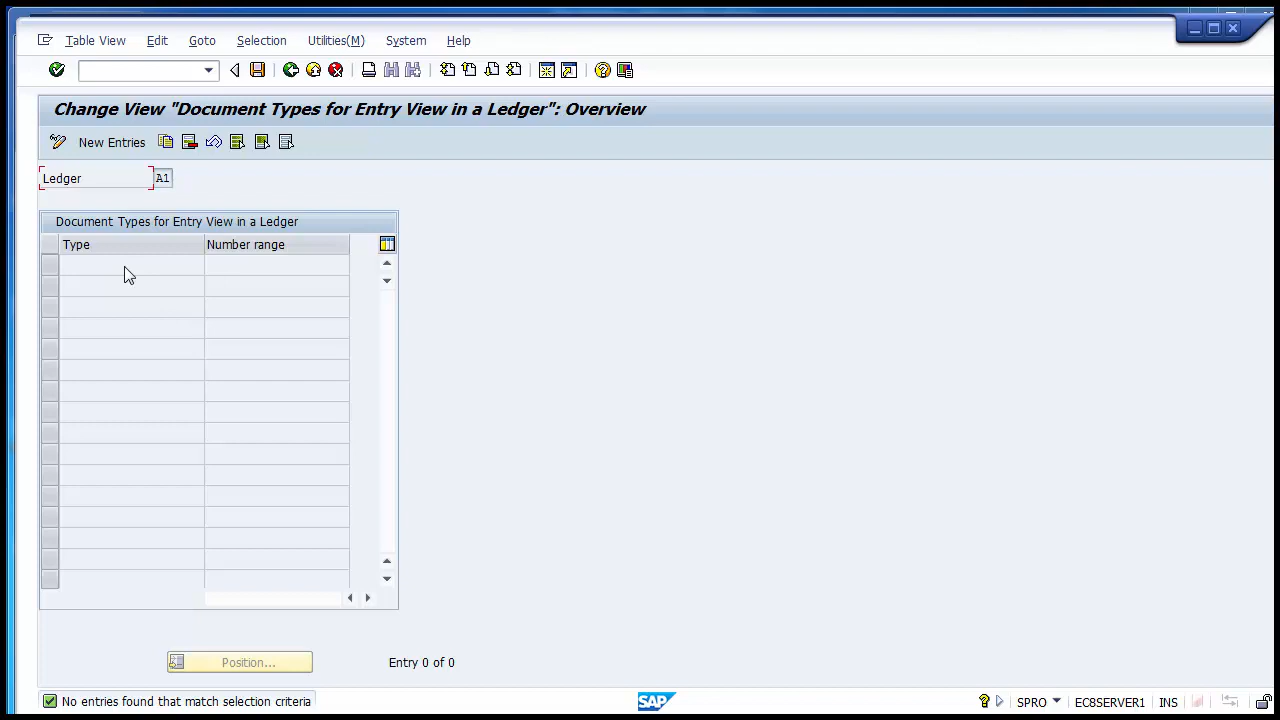 Table View Edit Goto Selection Utilities(M) System Help
Change View "Document Types for Entry View in a Ledger": Overview
New Entries
Ledger A1
Document Types for Entry View in a Ledger
Type Number range
Position... Entry 0 of 0
No entries found that match selection criteria SAP SPRO EC8SERVER1 INS